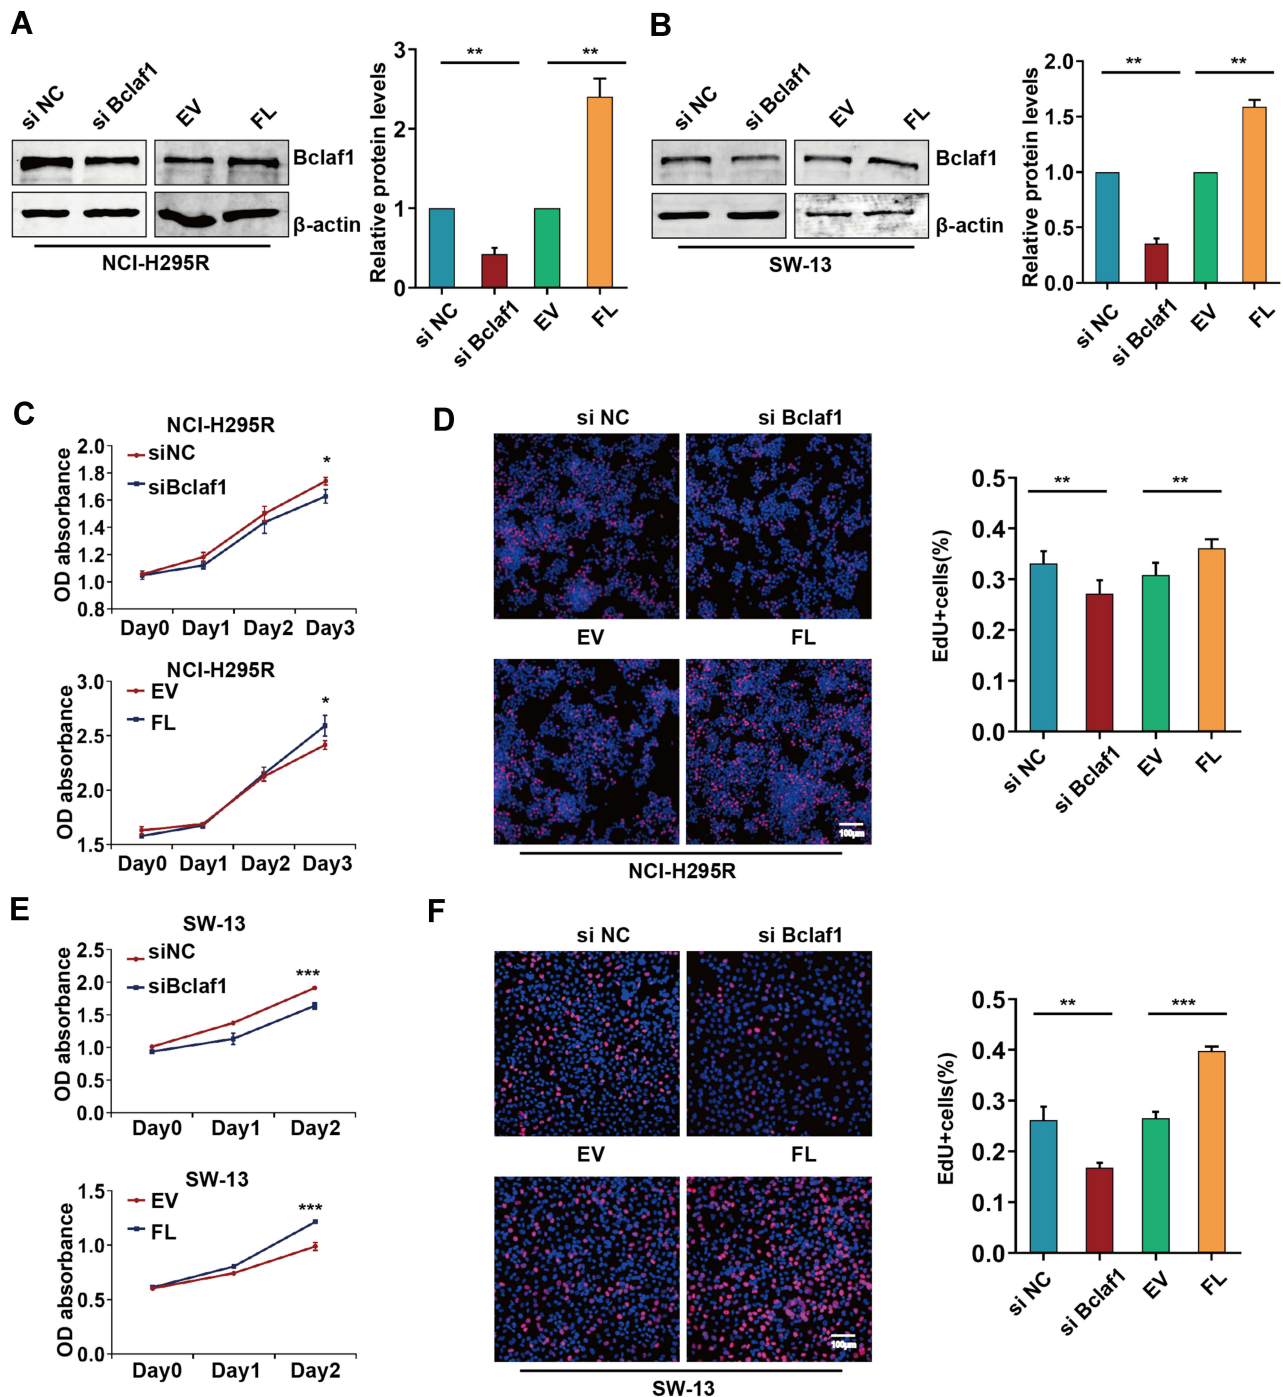 A
si NC
si Bclaf1
EV
FL
Bclaf1
β-actin
NCI-H295R
Relative protein levels
3
2
1
0
**
**
si NC
si Bclaf1
EV
FL
B
si NC
si Bclaf1
EV
FL
Bclaf1
β-actin
SW-13
Relative protein levels
2.0
1.5
1.0
0.5
0.0
**
**
si NC
si Bclaf1
EV
FL
C
NCI-H295R
OD absorbance
2.0
1.8
1.6
1.4
1.2
1.0
0.8
siNC
siBclaf1
*
Day0 Day1 Day2 Day3
NCI-H295R
OD absorbance
3.0
2.5
2.0
1.5
EV
FL
*
Day0 Day1 Day2 Day3
D
si NC
si Bclaf1
EV
FL
100μm
NCI-H295R
EdU+cells(%)
0.5
0.4
0.3
0.2
0.1
0.0
**
**
si NC
si Bclaf1
EV
FL
E
SW-13
OD absorbance
2.5
2.0
1.5
1.0
0.5
0.0
siNC
siBclaf1
***
Day0 Day1 Day2
SW-13
OD absorbance
1.5
1.0
0.5
0.0
EV
FL
***
Day0 Day1 Day2
F
si NC
si Bclaf1
EV
FL
100μm
SW-13
EdU+cells(%)
0.5
0.4
0.3
0.2
0.1
0.0
**
***
si NC
si Bclaf1
EV
FL